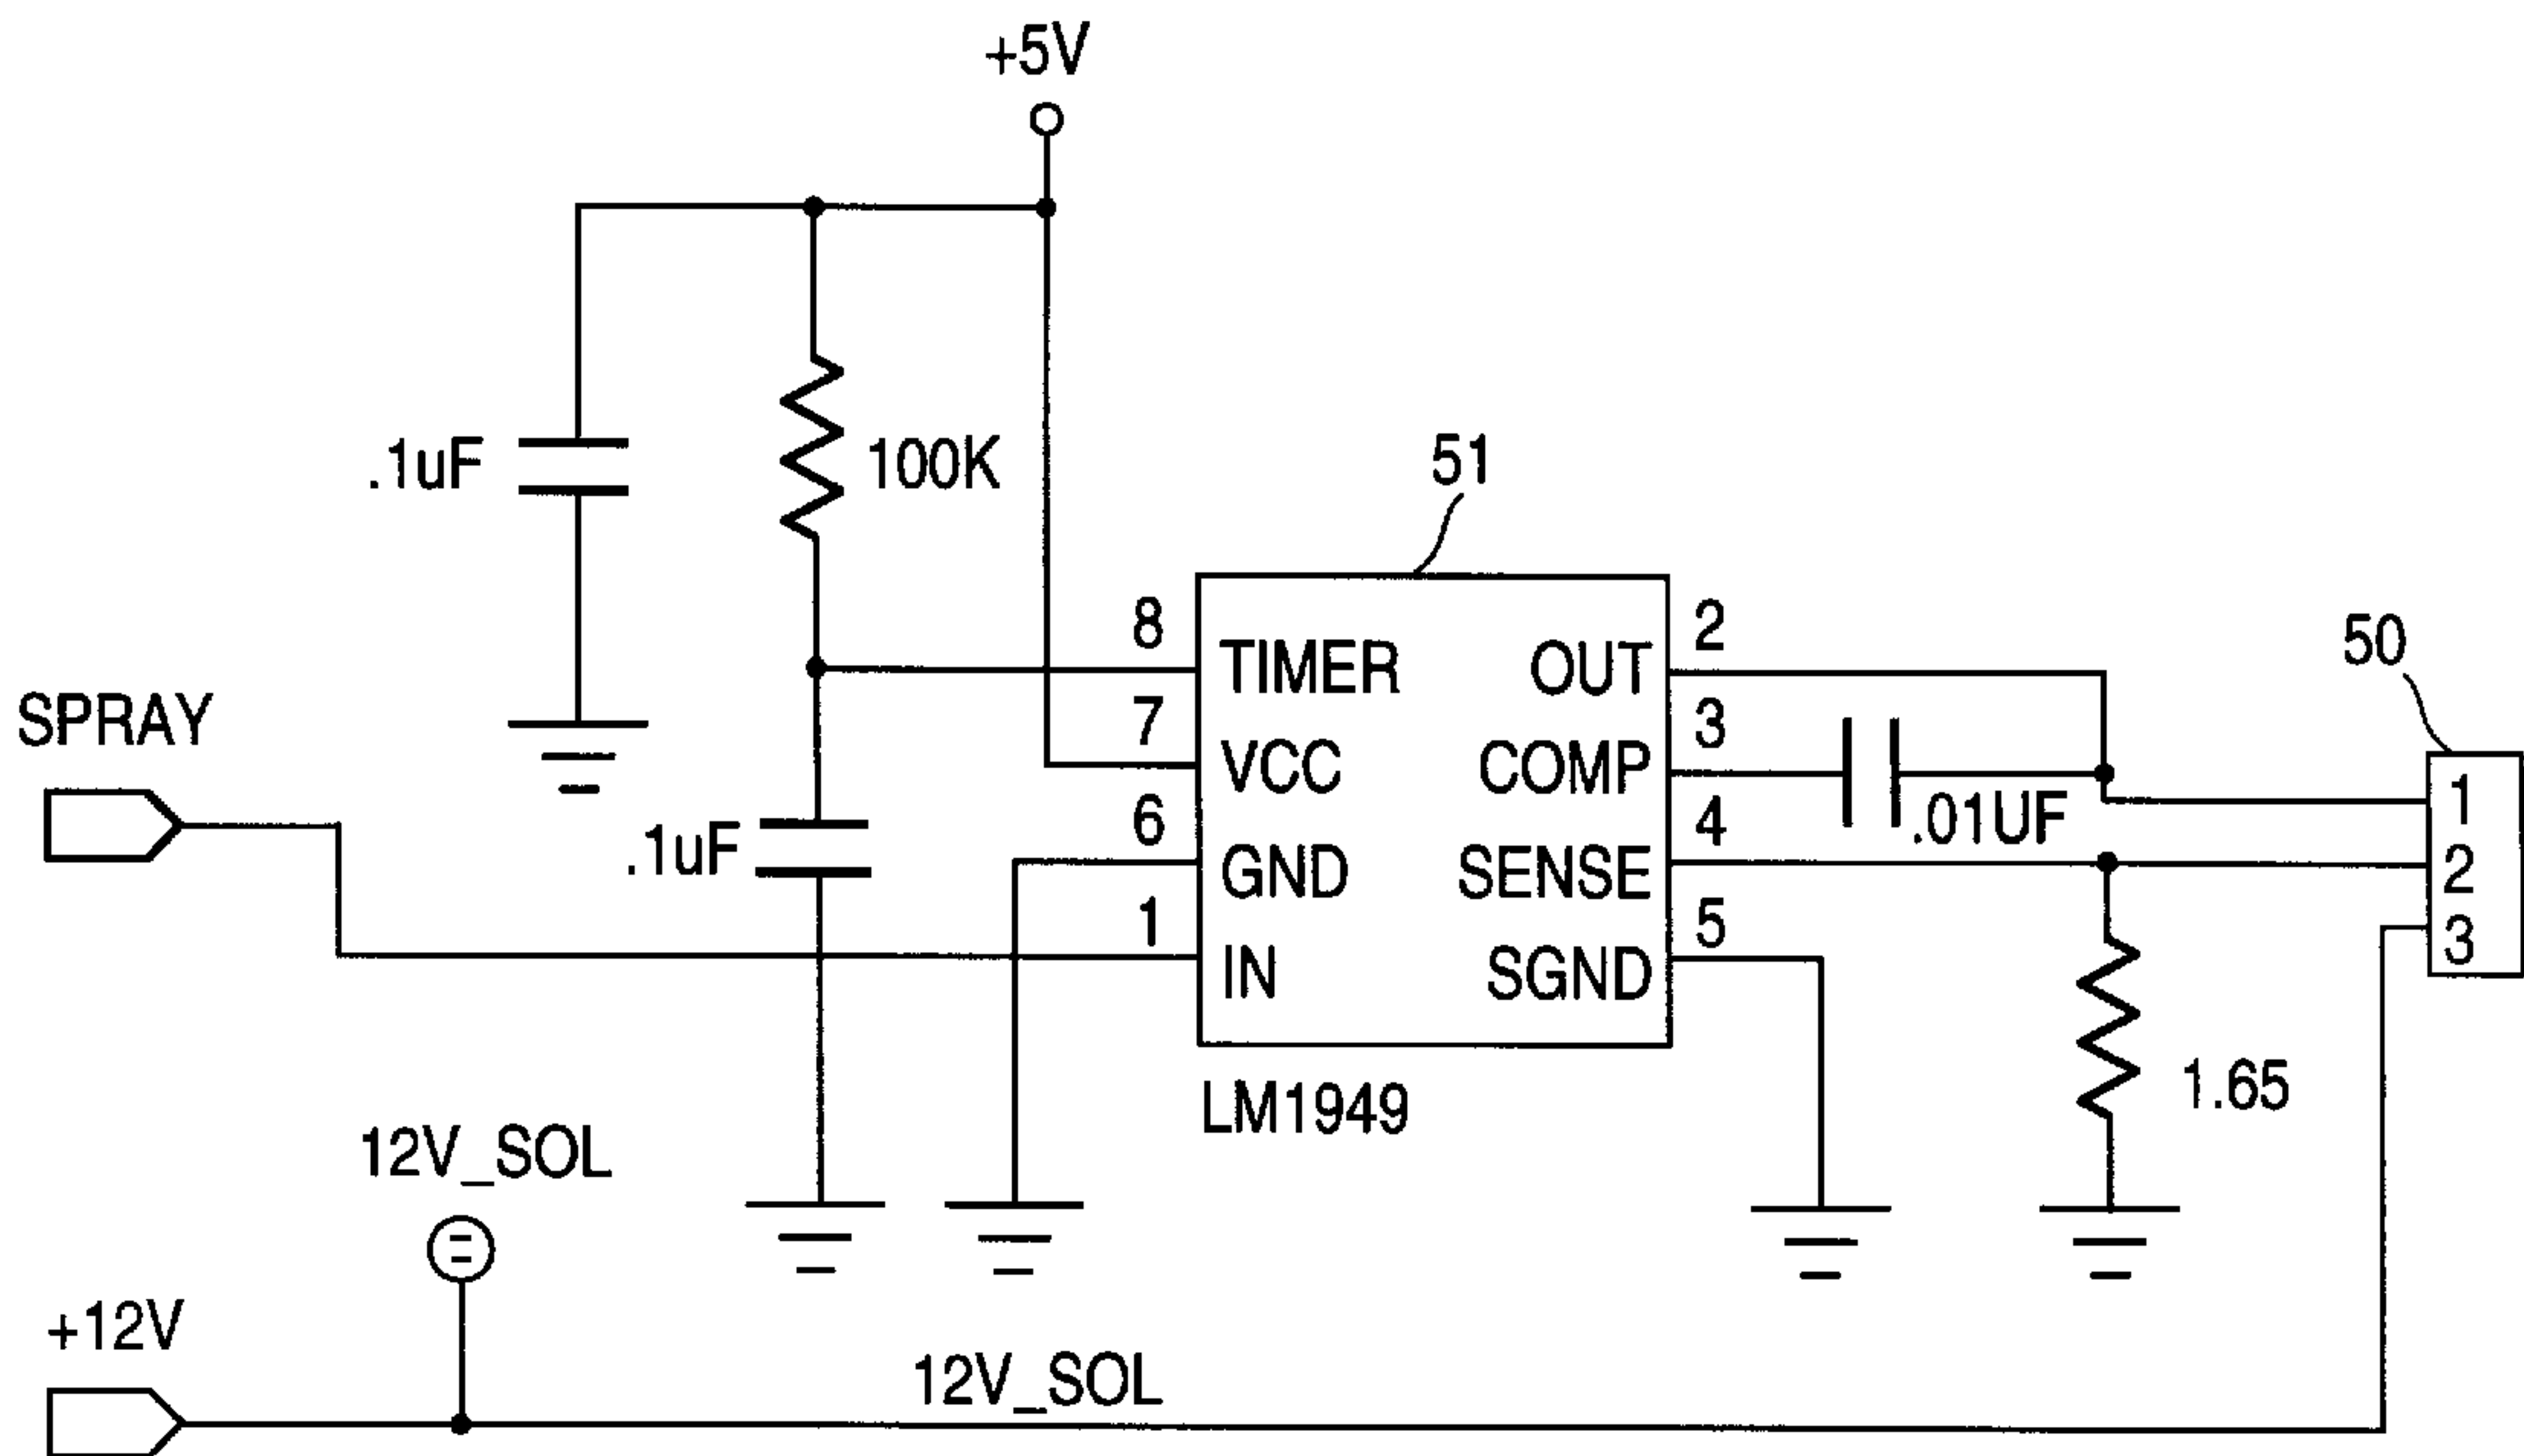 +5V
.1uF
100K
51
8
TIMER
OUT
2
50
SPRAY
7
VCC
COMP
3
.1uF
6
GND
SENSE
4
.01UF
1
2
3
1
IN
SGND
5
1.65
LM1949
12V_SOL
+12V
12V_SOL